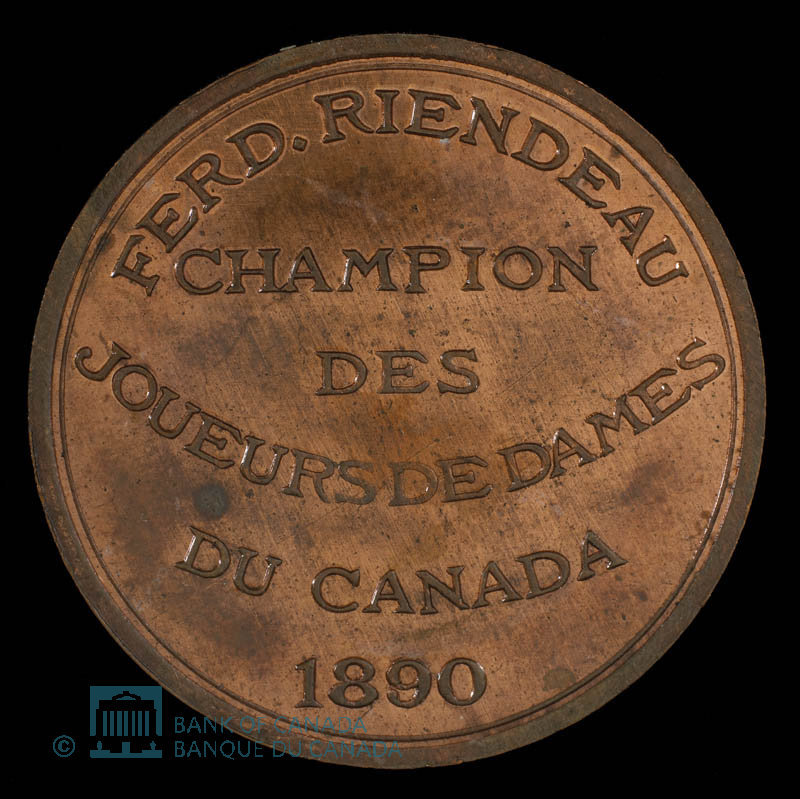 FERD. RIENDEAU
CHAMPION
DES
JOUEURS DE DAMES
DU CANADA
1890
© BANK OF CANADA
BANQUE DU CANADA